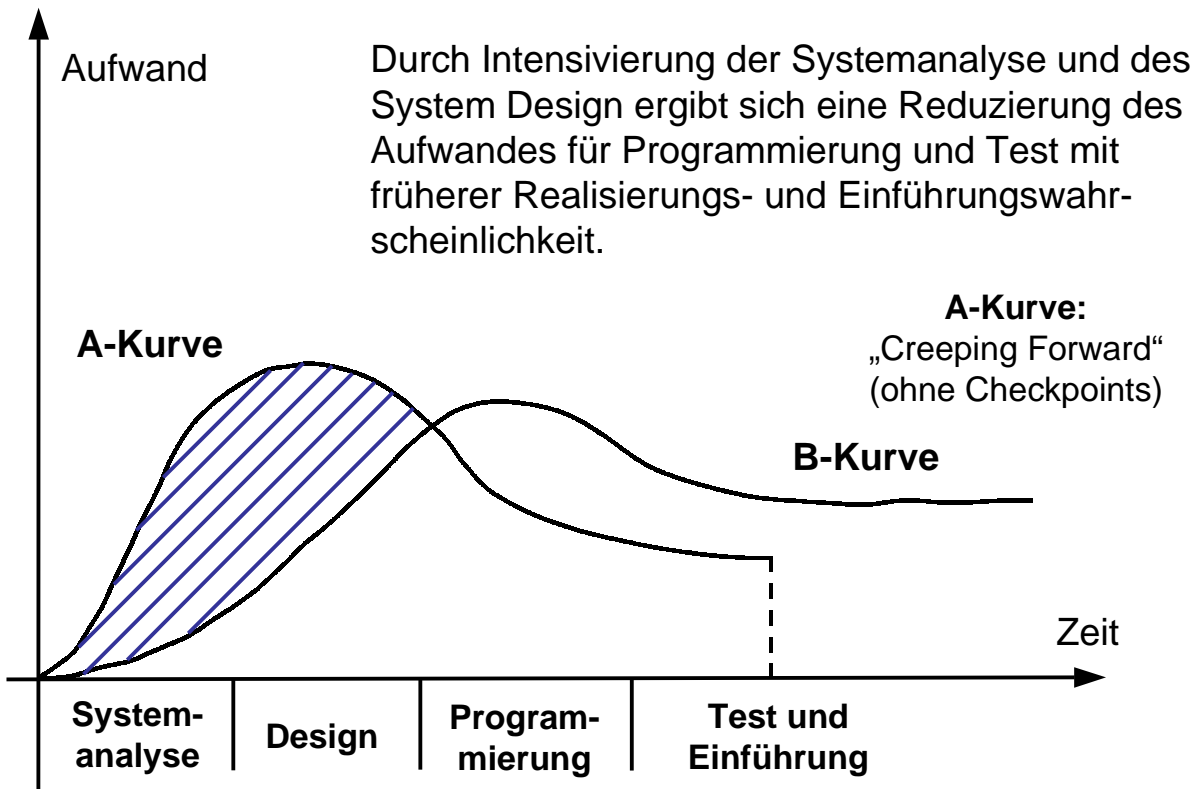 Aufwand
Durch Intensivierung der Systemanalyse und des
System Design ergibt sich eine Reduzierung des
Aufwandes für Programmierung und Test mit
früherer Realisierungs- und Einführungswahr-
scheinlichkeit.
A-Kurve:
„Creeping Forward“
(ohne Checkpoints)
A-Kurve
B-Kurve
Zeit
System-
analyse
Design
Program-
mierung
Test und
Einführung